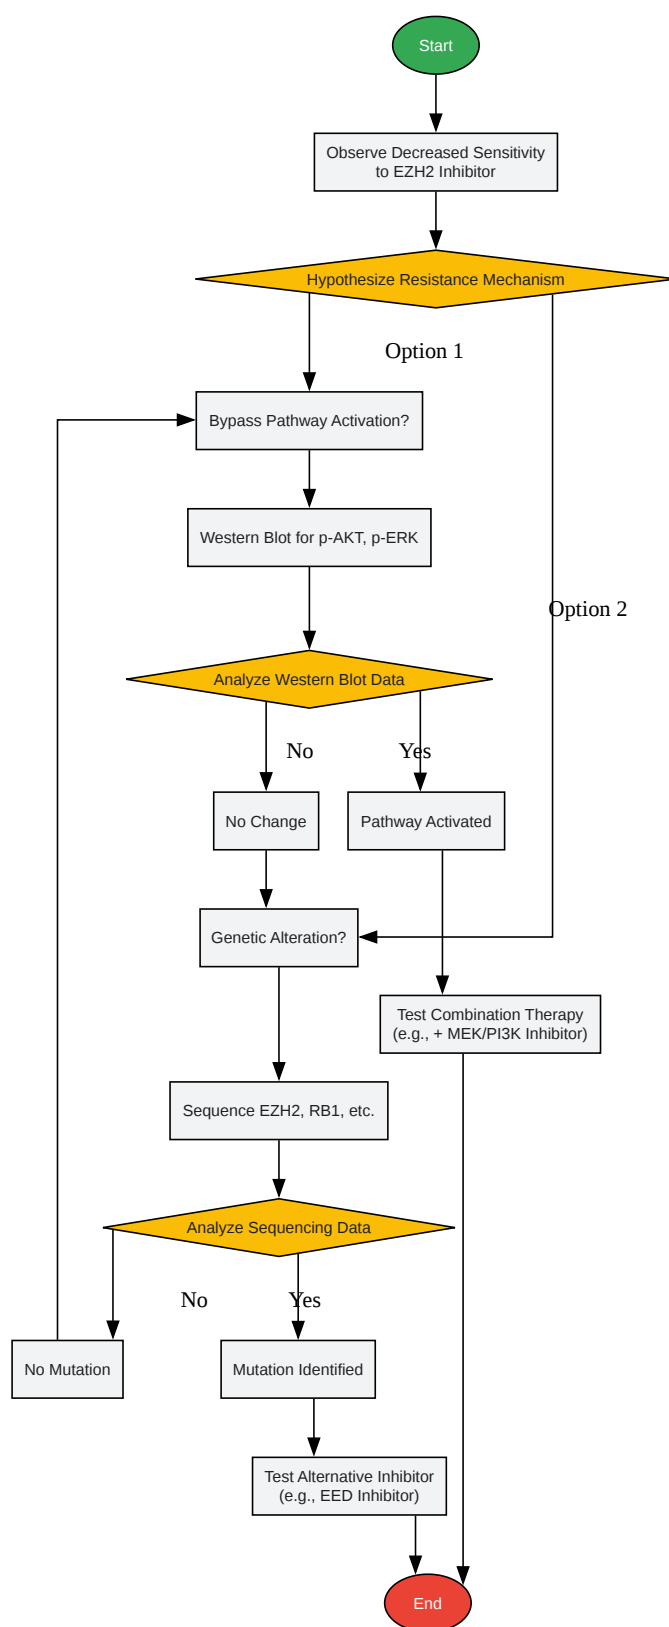 Start
Observe Decreased Sensitivity
to EZH2 Inhibitor
Hypothesize Resistance Mechanism
Option 1
Bypass Pathway Activation?
Western Blot for p-AKT, p-ERK
Option 2
Analyze Western Blot Data
No
Yes
No Change
Pathway Activated
Genetic Alteration?
Test Combination Therapy
(e.g., + MEK/PI3K Inhibitor)
Sequence EZH2, RB1, etc.
Analyze Sequencing Data
No
Yes
No Mutation
Mutation Identified
Test Alternative Inhibitor
(e.g., EED Inhibitor)
End